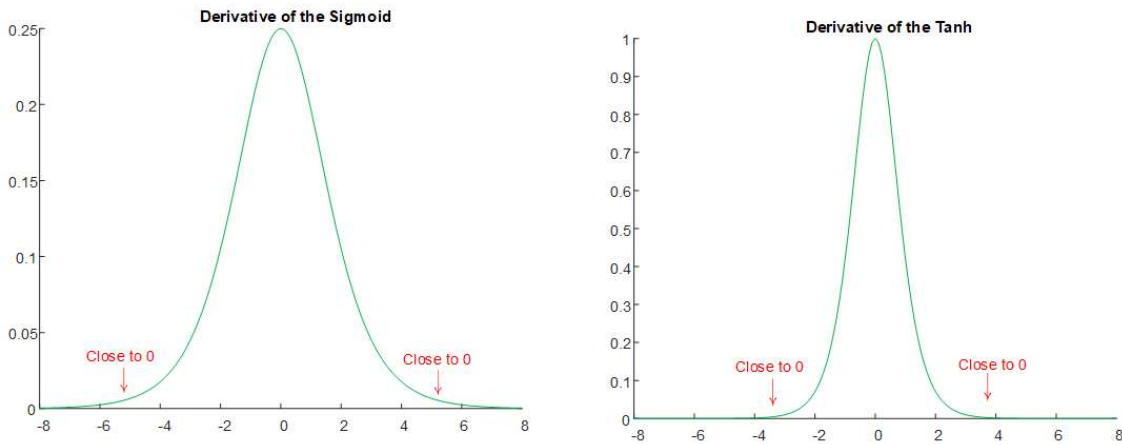 Derivative of the Sigmoid
0.25
0.2
0.15
0.1
0.05
0
Close to 0
Close to 0
-8 -6 -4 -2 0 2 4 6 8
Derivative of the Tanh
1
0.9
0.8
0.7
0.6
0.5
0.4
0.3
0.2
0.1
0
Close to 0
Close to 0
-8 -6 -4 -2 0 2 4 6 8